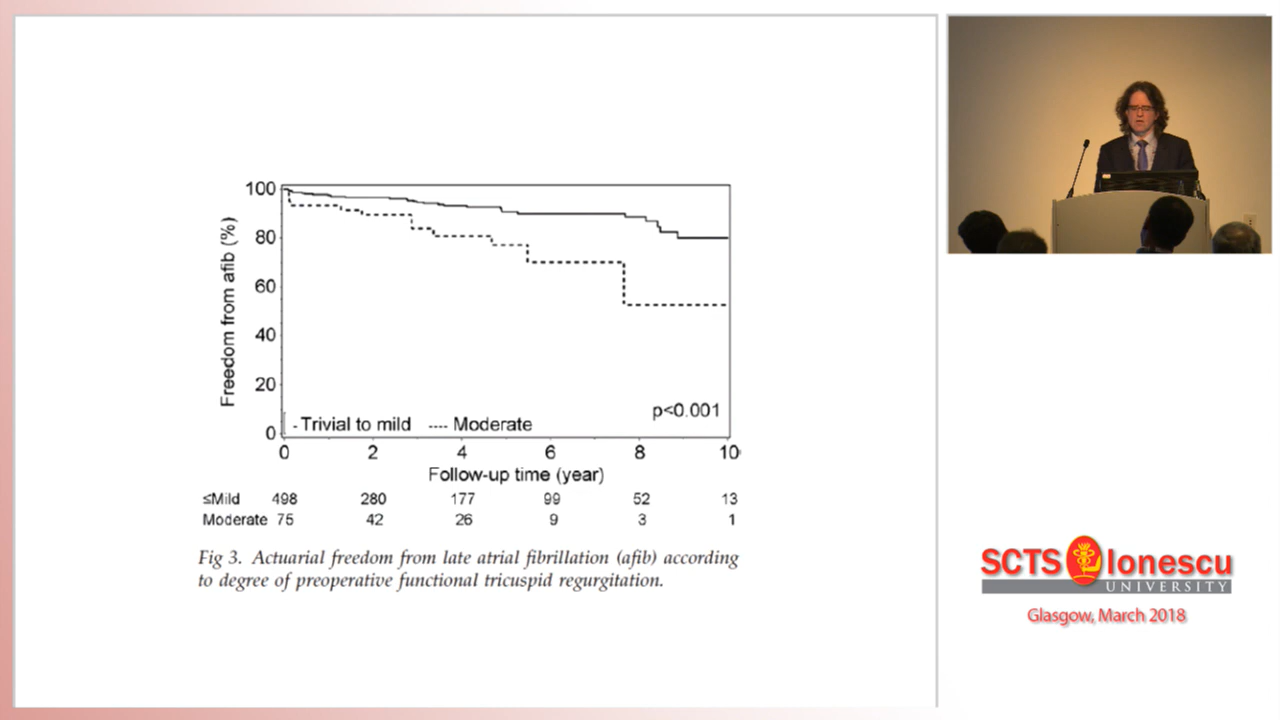 Freedom from afib (%)
100
80
60
40
20
0
Trivial to mild ---- Moderate
p<0.001
0 2 4 6 8 10
Follow-up time (year)
≤Mild 498 280 177 99 52 13
Moderate 75 42 26 9 3 1
Fig 3. Actuarial freedom from late atrial fibrillation (afib) according
to degree of preoperative functional tricuspid regurgitation.
SCTS Ionescu
UNIVERSITY
Glasgow, March 2018